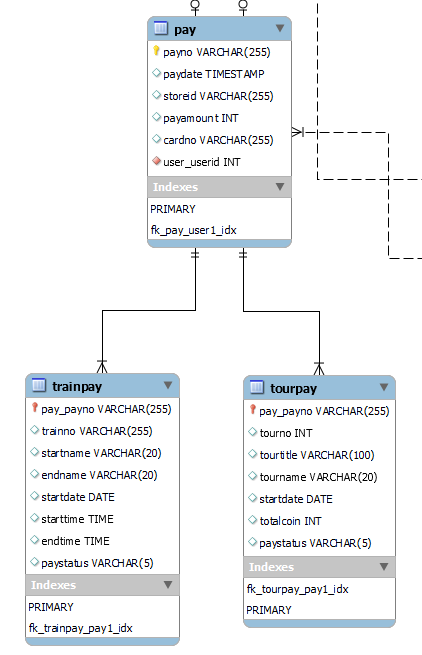 pay
payno VARCHAR(255)
paydate TIMESTAMP
storeid VARCHAR(255)
payamount INT
cardno VARCHAR(255)
user_userid INT
Indexes
PRIMARY
fk_pay_user1_idx
trainpay
pay_payno VARCHAR(255)
trainno VARCHAR(255)
startname VARCHAR(20)
endname VARCHAR(20)
startdate DATE
starttime TIME
endtime TIME
paystatus VARCHAR(5)
Indexes
PRIMARY
fk_trainpay_pay1_idx
tourpay
pay_payno VARCHAR(255)
tourno INT
tourtitle VARCHAR(100)
tourname VARCHAR(20)
startdate DATE
totalcoin INT
paystatus VARCHAR(5)
Indexes
fk_tourpay_pay1_idx
PRIMARY